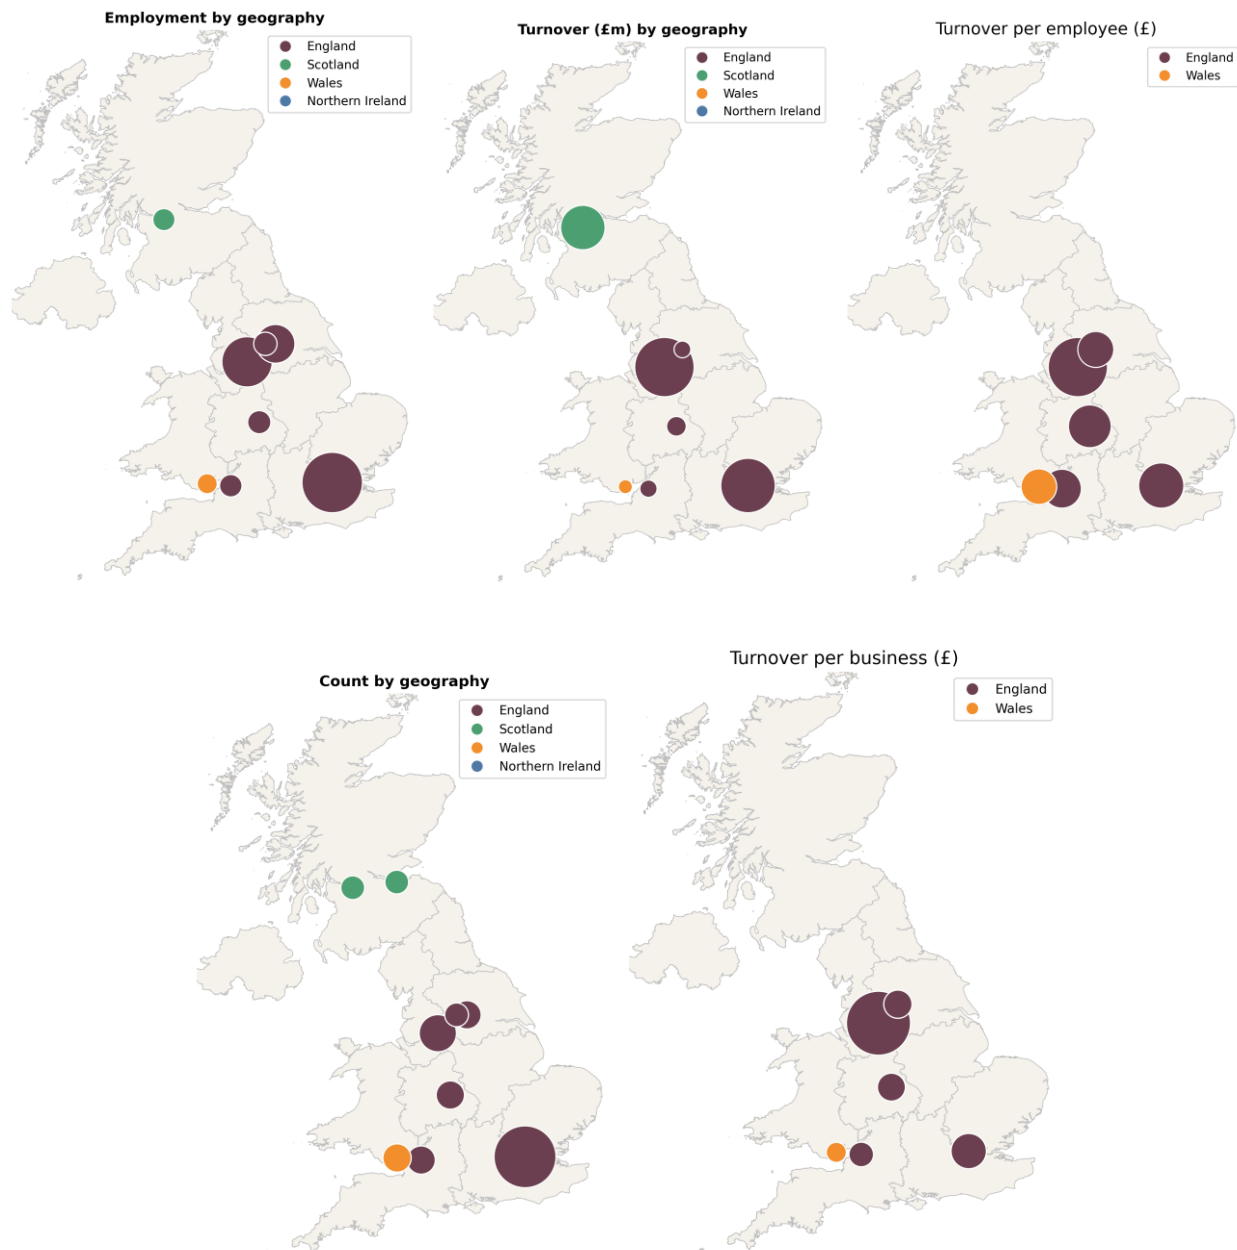 Employment by geography
England
Scotland
Wales
Northern Ireland
Turnover (£m) by geography
England
Scotland
Wales
Northern Ireland
Turnover per employee (£)
England
Wales
Count by geography
England
Scotland
Wales
Northern Ireland
Turnover per business (£)
England
Wales